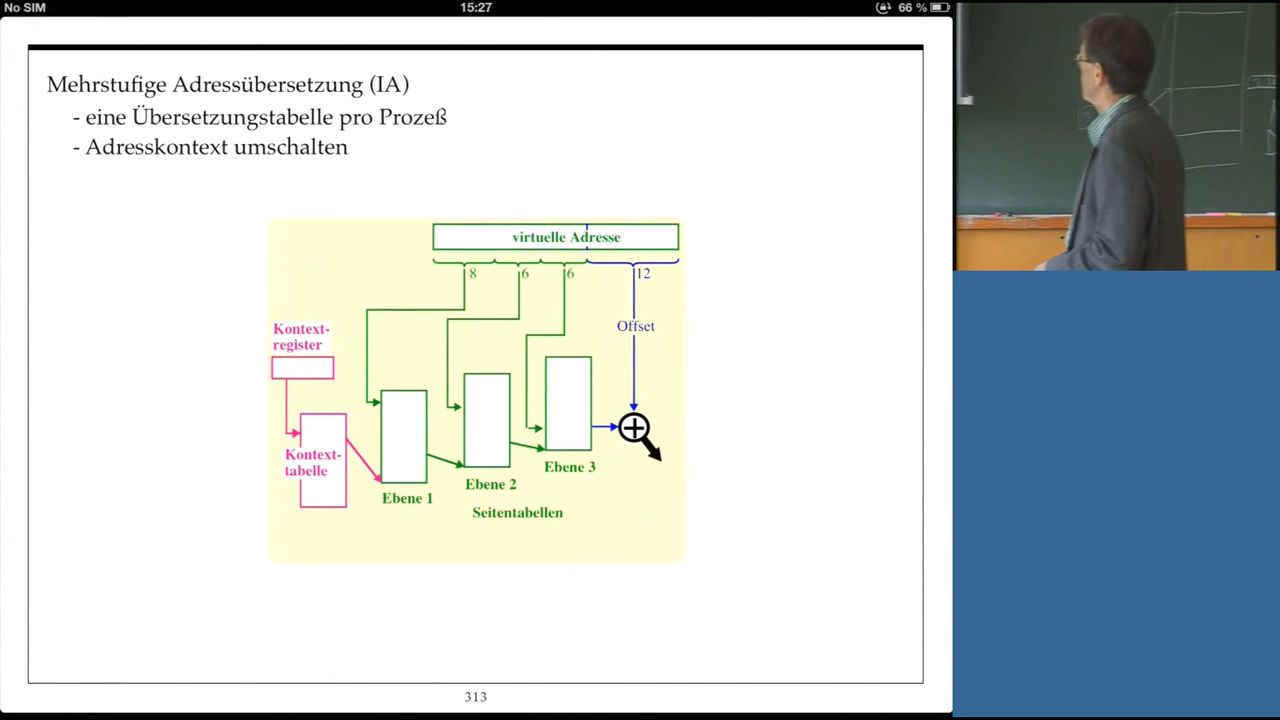 No SIM 15:27 66 %
Mehrstufige Adressübersetzung (IA)
- eine Übersetzungstabelle pro Prozeß
- Adresskontext umschalten
virtuelle Adresse
8 6 6 12
Offset
Kontext-
register
Kontext-
tabelle
Ebene 1
Ebene 2
Ebene 3
Seitentabellen
313